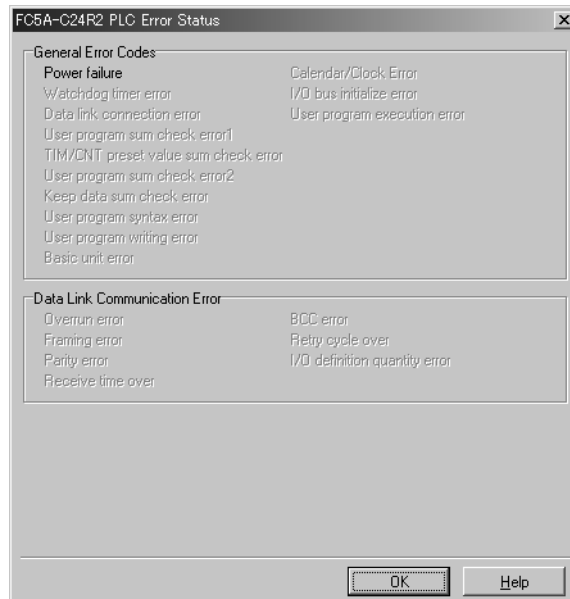 FC5A-C24R2 PLC Error Status
General Error Codes
Power failure
Watchdog timer error
Data link connection error
User program sum check error1
TIM/CNT preset value sum check error
User program sum check error2
Keep data sum check error
User program syntax error
User program writing error
Basic unit error
Calendar/Clock Error
I/O bus initialize error
User program execution error
Data Link Communication Error
Overrun error
Framing error
Parity error
Receive time over
BCC error
Retry cycle over
I/O definition quantity error
OK
Help